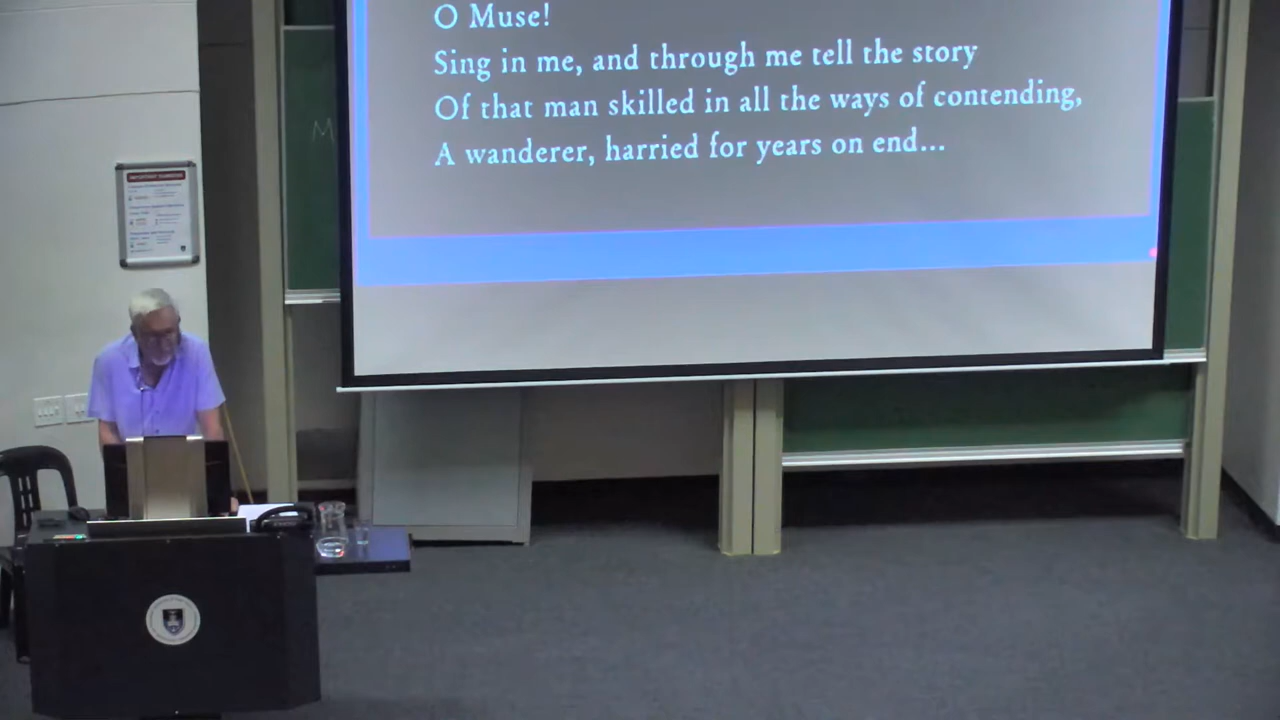 O Muse!
Sing in me, and through me tell the story
Of that man skilled in all the ways of contending,
A wanderer, harried for years on end...
M